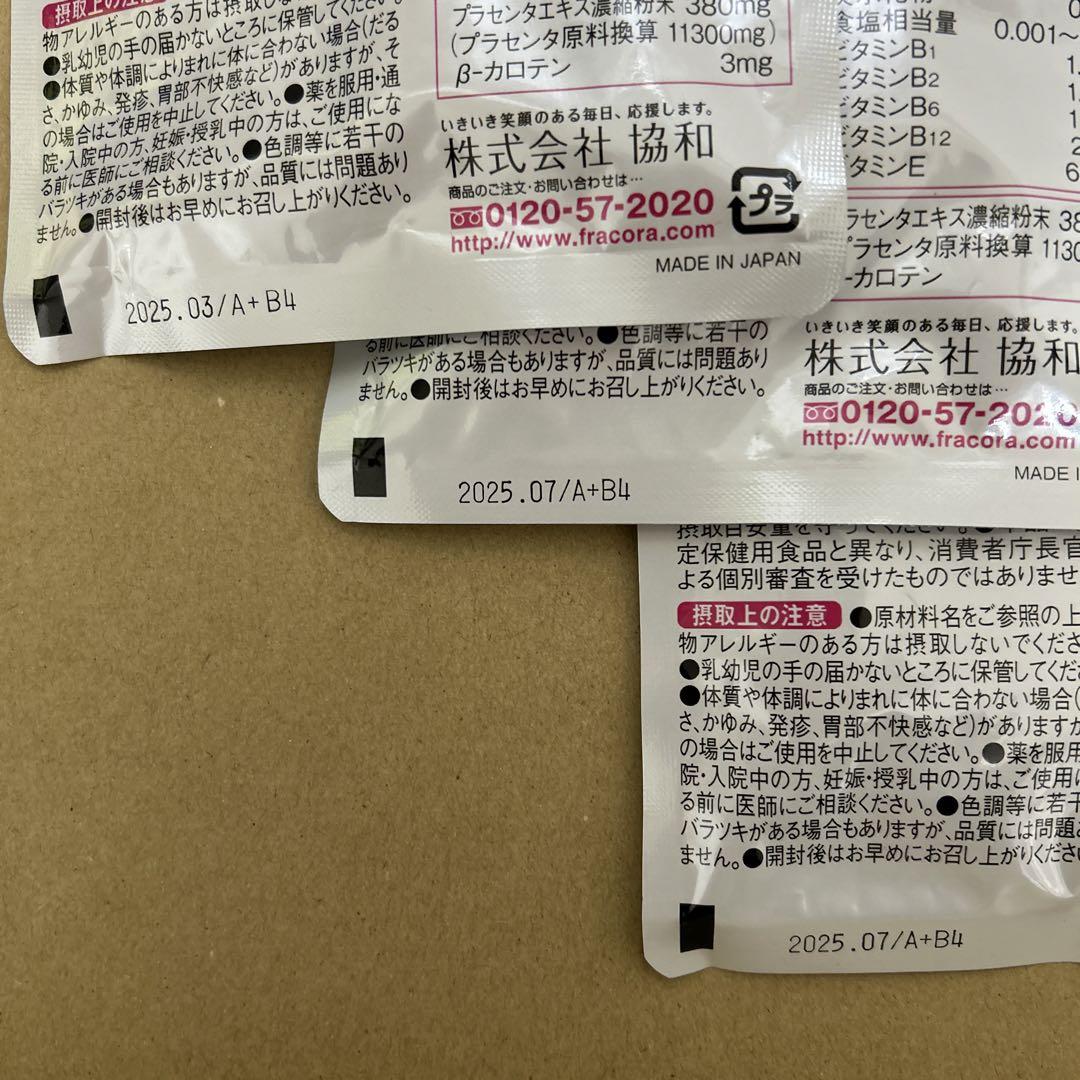 摂取上の注意
物アレルギーのある方は摂取しないでください。
●乳幼児の手の届かないところに保管してください。
●体質や体調によりまれに体に合わない場合(だる
さ、かゆみ、発疹、胃部不快感など)がありますが、そ
の場合はご使用を中止してください。●薬を服用・通
院・入院中の方、妊娠・授乳中の方は、ご使用にな
る前に医師にご相談ください。●色調等に若干の
バラツキがある場合もありますが、品質には問題あり
ません。●開封後はお早めにお召し上がりください。
2025.03/A+B4
プラセンタエキス濃縮粉末 380mg
(プラセンタ原料換算 11300mg)
β-カロテン 3mg
いきいき笑顔のある毎日、応援します。
株式会社 協和
商品のご注文・お問い合わせは…
0120-57-2020
http://www.fracora.com
プラ
MADE IN JAPAN
食塩相当量 0.001〜
ビタミンB1 1.
ビタミンB2 1
ビタミンB6 1
ビタミンB12 2
ビタミンE 6
ラセンタエキス濃縮粉末 38
プラセンタ原料換算 1130
-カロテン
いきいき笑顔のある毎日、応援します。
株式会社 協和
商品のご注文・お問い合わせは…
0120-57-2020
http://www.fracora.com
MADE I
る前に医師にご相談ください。●色調等に若干の
バラツキがある場合もありますが、品質には問題あり
ません。●開封後はお早めにお召し上がりください。
2025.07/A+B4
摂取目安量を守ってください。●
定保健用食品と異なり、消費者庁長官
よる個別審査を受けたものではありませ
摂取上の注意 ●原材料名をご参照の上
物アレルギーのある方は摂取しないでくださ
●乳幼児の手の届かないところに保管してくだ
●体質や体調によりまれに体に合わない場合(
さ、かゆみ、発疹、胃部不快感など)がありますが
の場合はご使用を中止してください。●薬を服用
院・入院中の方、妊娠・授乳中の方は、ご使用に
る前に医師にご相談ください。●色調等に若干
バラツキがある場合もありますが、品質には問題
ません。●開封後はお早めにお召し上がりくださ
2025.07/A+B4